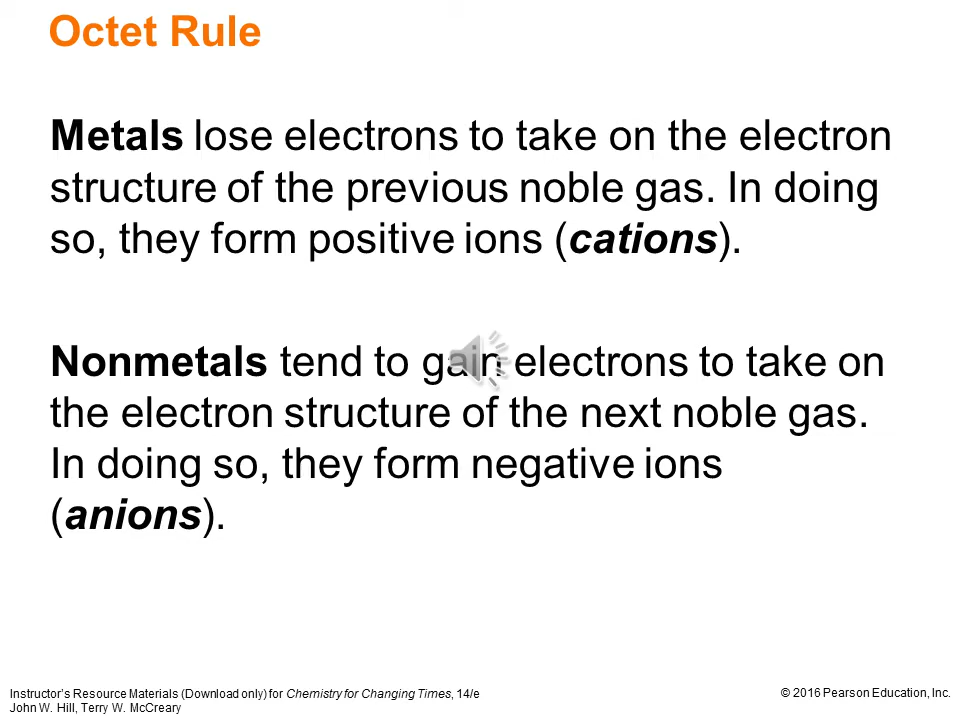 Octet Rule
Metals lose electrons to take on the electron
structure of the previous noble gas. In doing
so, they form positive ions (cations).
Nonmetals tend to gain electrons to take on
the electron structure of the next noble gas.
In doing so, they form negative ions
(anions).
Instructor's Resource Materials (Download only) for Chemistry for Changing Times, 14/e
John W. Hill, Terry W. McCreary
© 2016 Pearson Education, Inc.